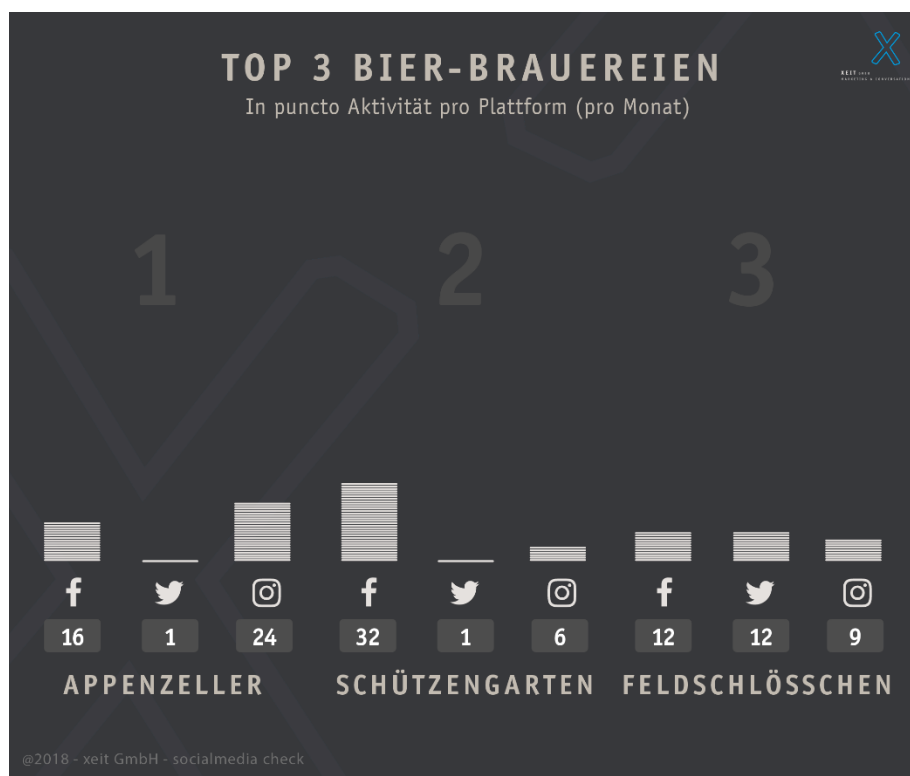 TOP 3 BIER-BRAUEREIEN
In puncto Aktivität pro Plattform (pro Monat)
XEIT
1 2 3
16 1 24 32 1 6 12 12 9
APPENZELLER SCHÜTZENGARTEN FELDSCHLÖSSCHEN
@2018 - xeit GmbH - socialmedia check